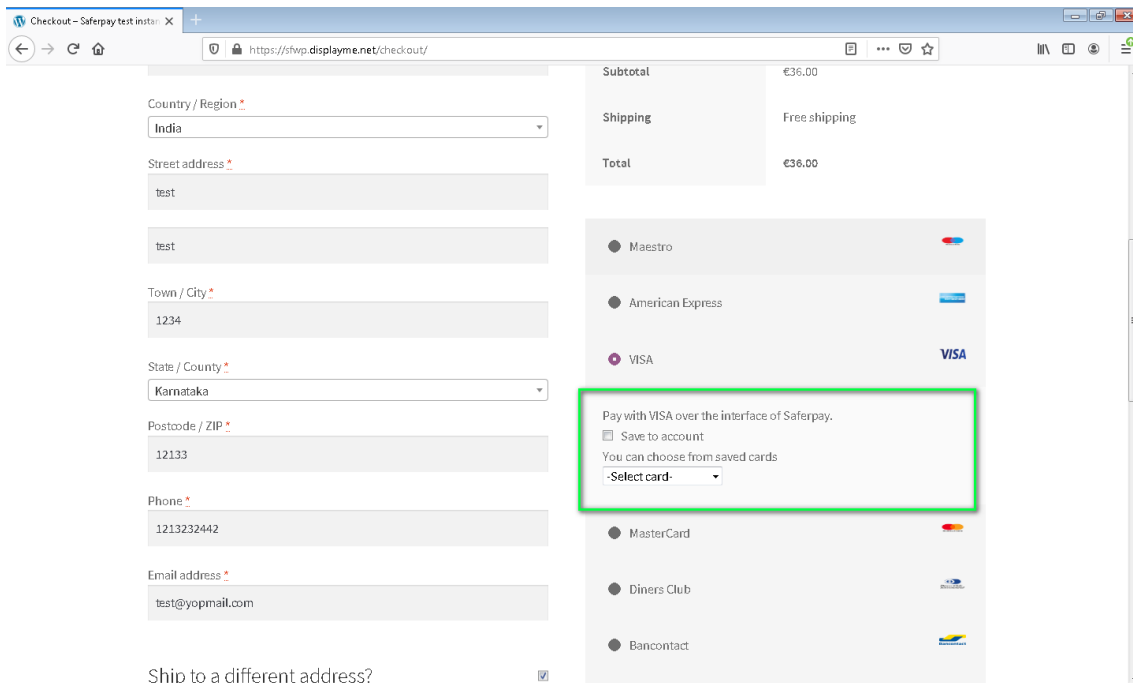 Checkout – Saferpay test instan
https://sfwp.displayme.net/checkout/
Country / Region *
India
Street address *
test
test
Town / City *
1234
State / County *
Karnataka
Postcode / ZIP *
12133
Phone *
1213232442
Email address *
test@yopmail.com
Ship to a different address?
Subtotal €36.00
Shipping Free shipping
Total €36.00
Maestro
American Express
VISA VISA
Pay with VISA over the interface of Saferpay.
Save to account
You can choose from saved cards
-Select card-
MasterCard
Diners Club
Bancontact Bancontact